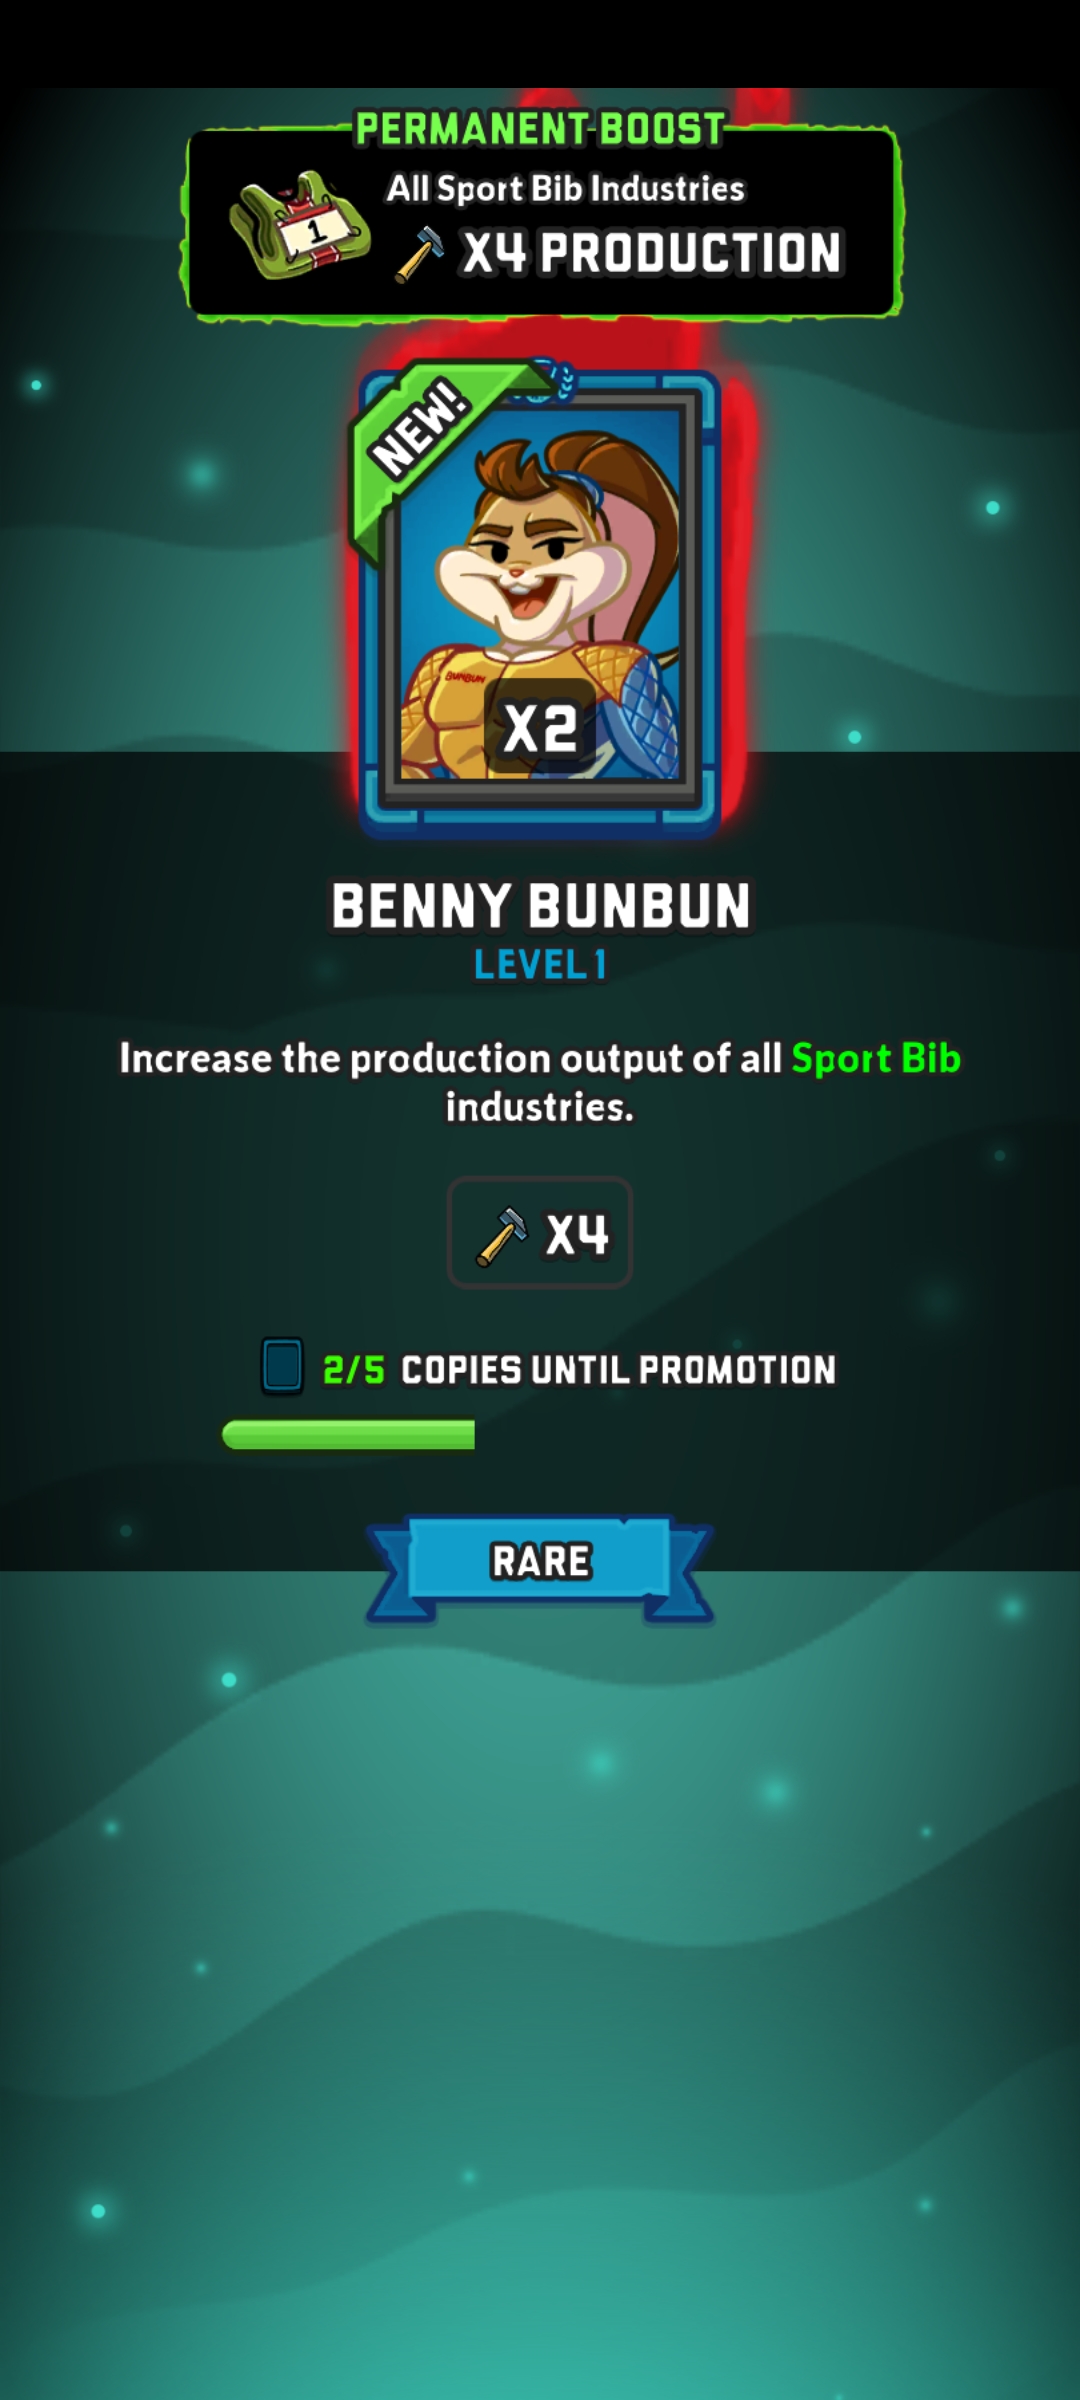 PERMANENT BOOST
All Sport Bib Industries
1
X4 PRODUCTION
NEW!
BUNBUN
X2
BENNY BUNBUN
LEVEL 1
Increase the production output of all Sport Bib
industries.
X4
2/5 COPIES UNTIL PROMOTION
RARE